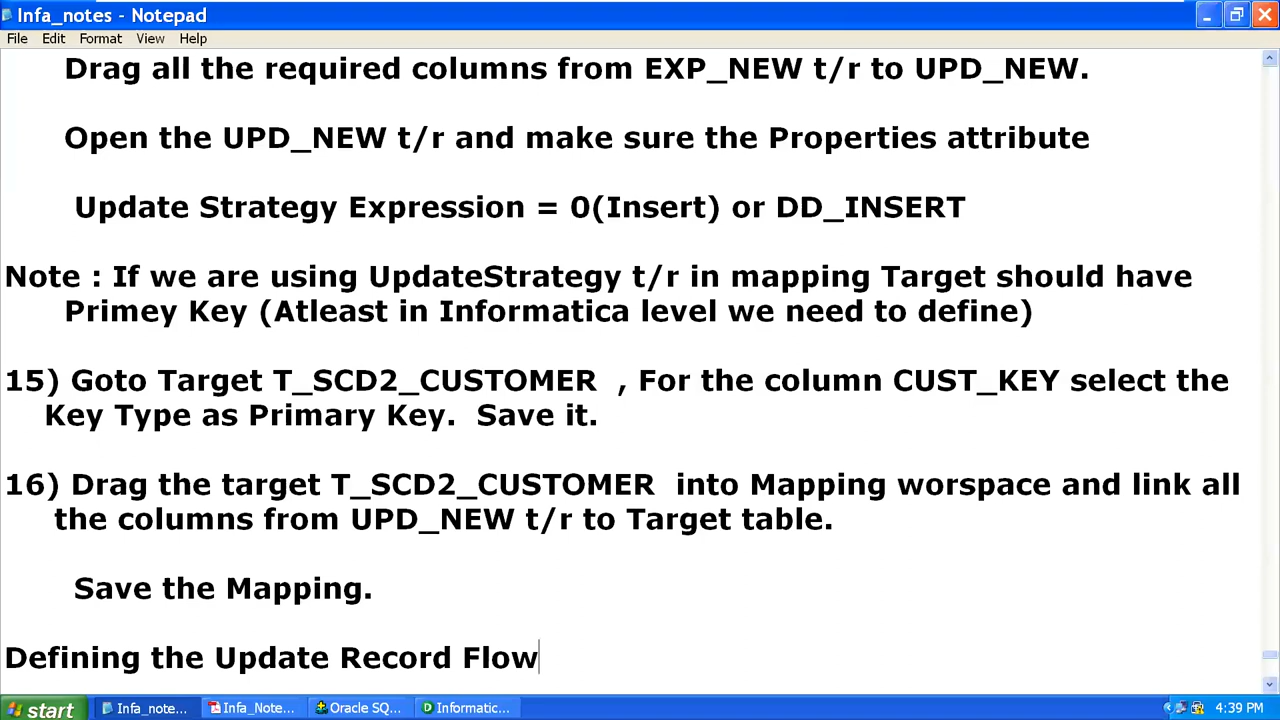 Infa_notes - Notepad
File Edit Format View Help
Drag all the required columns from EXP_NEW t/r to UPD_NEW.
Open the UPD_NEW t/r and make sure the Properties attribute
Update Strategy Expression = 0(Insert) or DD_INSERT
Note : If we are using UpdateStrategy t/r in mapping Target should have
Primey Key (Atleast in Informatica level we need to define)
15) Goto Target T_SCD2_CUSTOMER , For the column CUST_KEY select the
Key Type as Primary Key. Save it.
16) Drag the target T_SCD2_CUSTOMER into Mapping worspace and link all
the columns from UPD_NEW t/r to Target table.
Save the Mapping.
Defining the Update Record Flow
start Infa_note... Infa_Note... Oracle SQ... Informatic... 4:39 PM